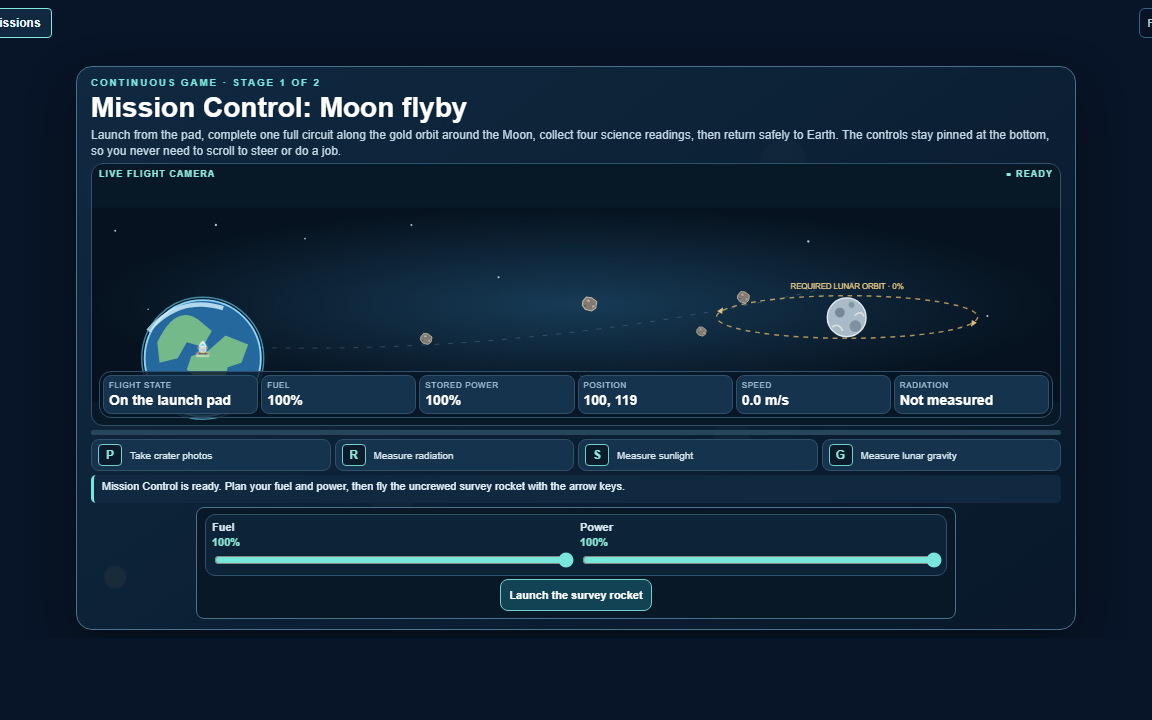 CONTINUOUS GAME · STAGE 1 OF 2
Mission Control: Moon flyby
Launch from the pad, complete one full circuit along the gold orbit around the Moon, collect four science readings, then return safely to Earth. The controls stay pinned at the bottom,
so you never need to scroll to steer or do a job.
LIVE FLIGHT CAMERA
READY
REQUIRED LUNAR ORBIT · 0%
FLIGHT STATE
On the launch pad
FUEL
100%
STORED POWER
100%
POSITION
100, 119
SPEED
0.0 m/s
RADIATION
Not measured
P Take crater photos
R Measure radiation
S Measure sunlight
G Measure lunar gravity
Mission Control is ready. Plan your fuel and power, then fly the uncrewed survey rocket with the arrow keys.
Fuel
100%
Power
100%
Launch the survey rocket